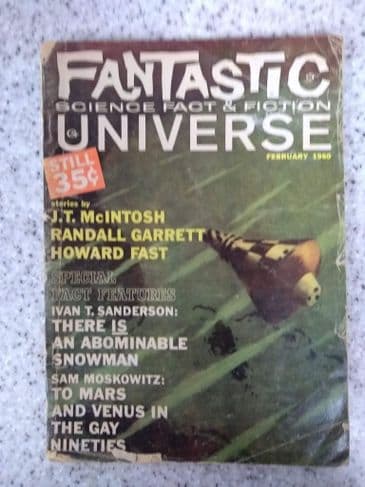 FANTASTIC
SCIENCE FACT & FICTION
UNIVERSE
FEBRUARY 1960
STILL
35¢
stories by
J.T. McINTOSH
RANDALL GARRETT
HOWARD FAST
SPECIAL
FACT FEATURES
IVAN T. SANDERSON:
THERE IS
AN ABOMINABLE
SNOWMAN
SAM MOSKOWITZ:
TO MARS
AND VENUS IN
THE GAY
NINETIES